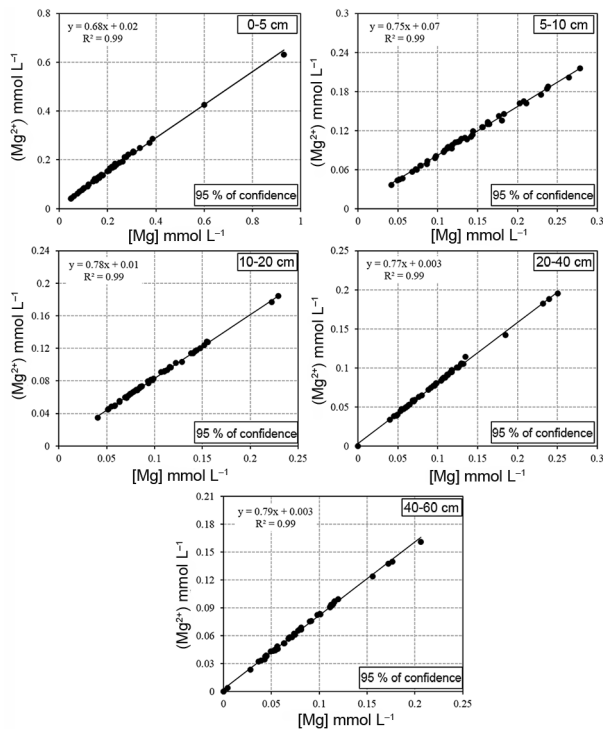 y = 0.68x + 0.02
R² = 0.99
0-5 cm
(Mg²⁺) mmol L⁻¹
0.8
0.6
0.4
0.2
0
95 % of confidence
0 0.2 0.4 0.6 0.8 1
[Mg] mmol L⁻¹
y = 0.75x + 0.07
R² = 0.99
5-10 cm
(Mg²⁺) mmol L⁻¹
0.3
0.24
0.18
0.12
0.06
0
95 % of confidence
0 0.05 0.1 0.15 0.2 0.25 0.3
[Mg] mmol L⁻¹
y = 0.78x + 0.01
R² = 0.99
10-20 cm
(Mg²⁺) mmol L⁻¹
0.24
0.2
0.16
0.12
0.08
0.04
0
95 % of confidence
0 0.05 0.1 0.15 0.2 0.25
[Mg] mmol L⁻¹
y = 0.77x + 0.003
R² = 0.99
20-40 cm
(Mg²⁺) mmol L⁻¹
0.25
0.2
0.15
0.1
0.05
0
95 % of confidence
0 0.05 0.1 0.15 0.2 0.25 0.3
[Mg] mmol L⁻¹
y = 0.79x + 0.003
R² = 0.99
40-60 cm
(Mg²⁺) mmol L⁻¹
0.21
0.18
0.15
0.12
0.09
0.06
0.03
0
95 % of confidence
0 0.05 0.1 0.15 0.2 0.25
[Mg] mmol L⁻¹